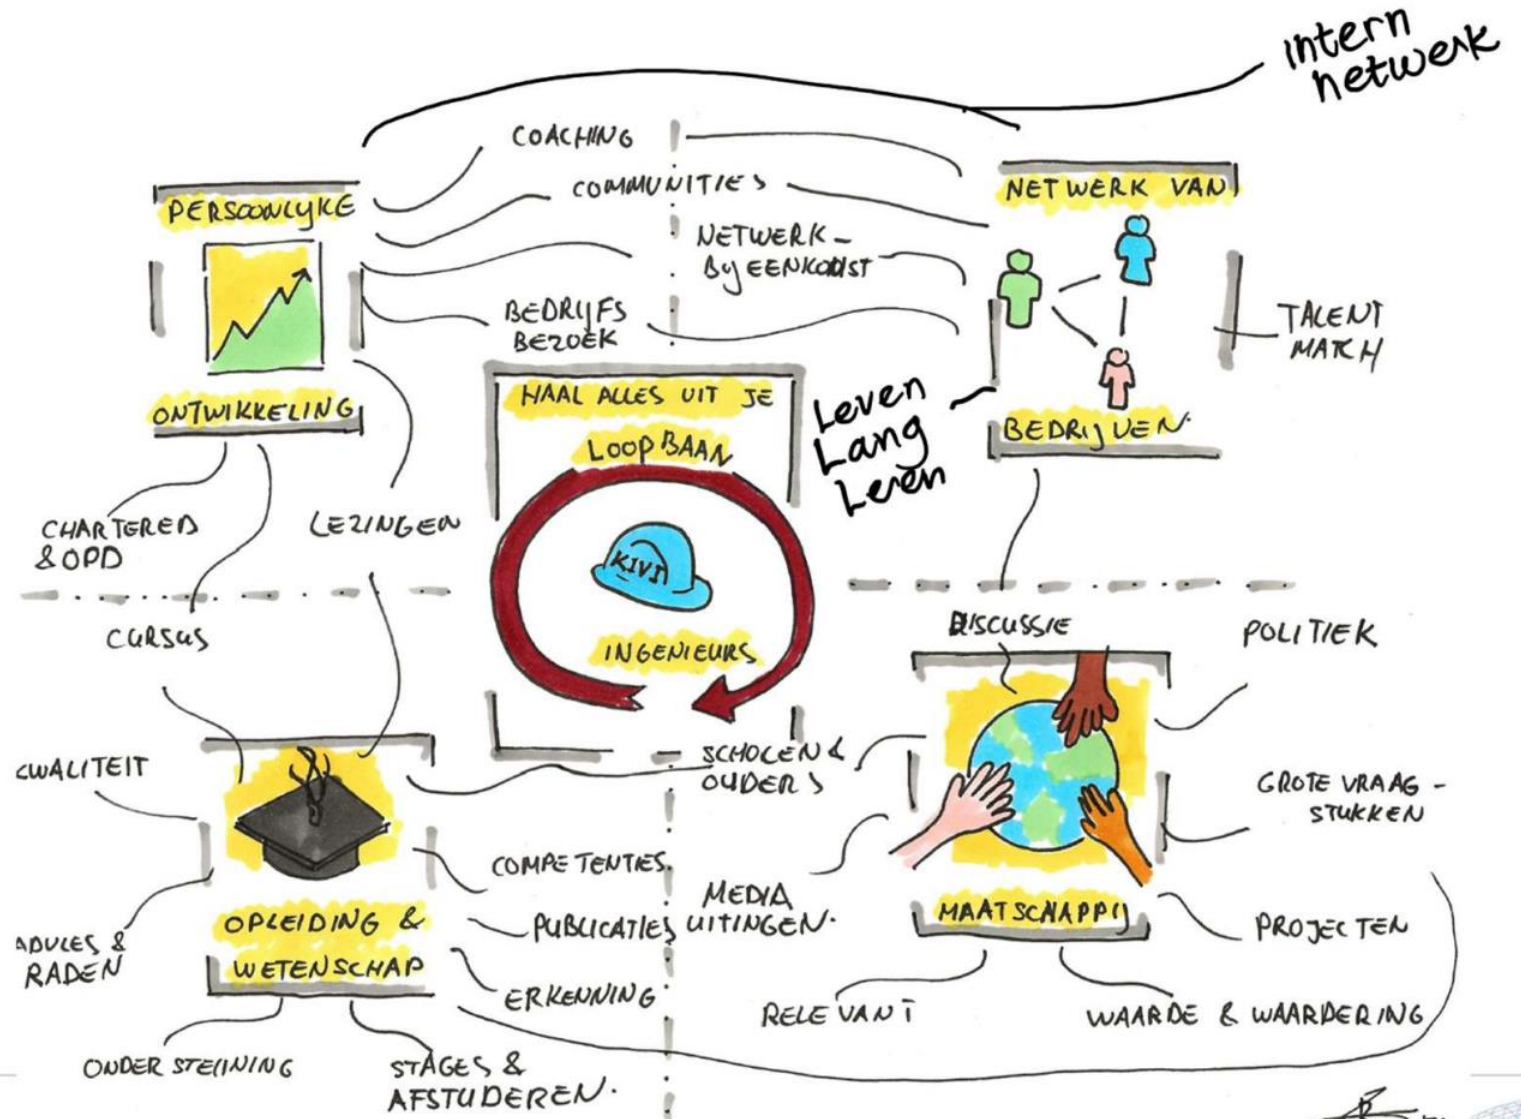 Intern
netwerk
COACHING
COMMUNITIES
NETWERK-
BIJEENKOMST
BEDRIJFS
BEZOEK
PERSOONLIJKE
ONTWIKKELING
CHARTERED
& OPD
LEZINGEN
CURSUS
NETWERK VAN
BEDRIJVEN.
TALENT
MATCH
Leven
Lang
Leren
HAAL ALLES UIT JE
LOOPBAAN
KIVI
INGENIEURS
DISCUSSIE
POLITIEK
SCHOLEN &
OUDERS
GROTE VRAAG-
STUKKEN
MEDIA
UITINGEN.
MAATSCHAPPIJ
PROJECTEN
RELEVANT
WAARDE & WAARDERING
KWALITEIT
ADVIES &
RADEN
OPLEIDING &
WETENSCHAP
COMPETENTIES.
PUBLICATIES
ERKENNING
ONDERSTEUNING
STAGES &
AFSTUDEREN.